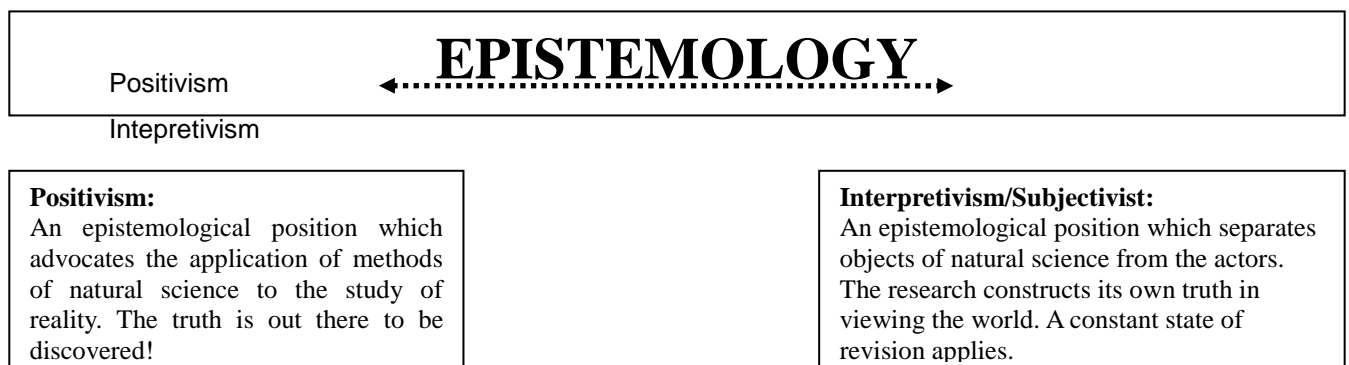 EPISTEMOLOGY
Positivism
Intepretivism
Positivism:
An epistemological position which
advocates the application of methods
of natural science to the study of
reality. The truth is out there to be
discovered!
Interpretivism/Subjectivist:
An epistemological position which separates
objects of natural science from the actors.
The research constructs its own truth in
viewing the world. A constant state of
revision applies.